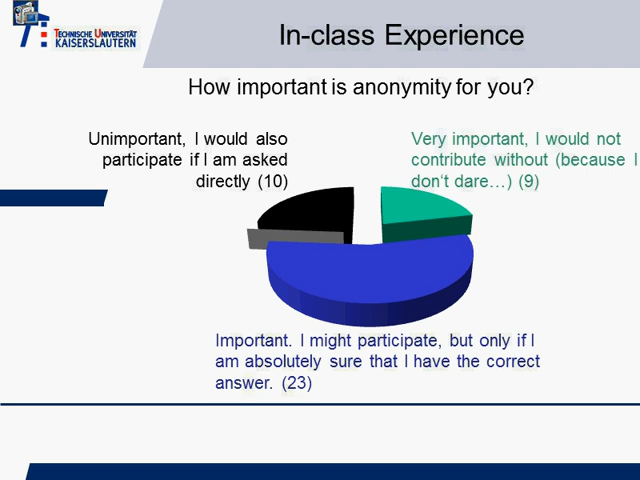 TECHNISCHE UNIVERSITÄT
KAISERSLAUTERN
In-class Experience
How important is anonymity for you?
Unimportant, I would also
participate if I am asked
directly (10)
Very important, I would not
contribute without (because I
don‘t dare…) (9)
Important. I might participate, but only if I
am absolutely sure that I have the correct
answer. (23)